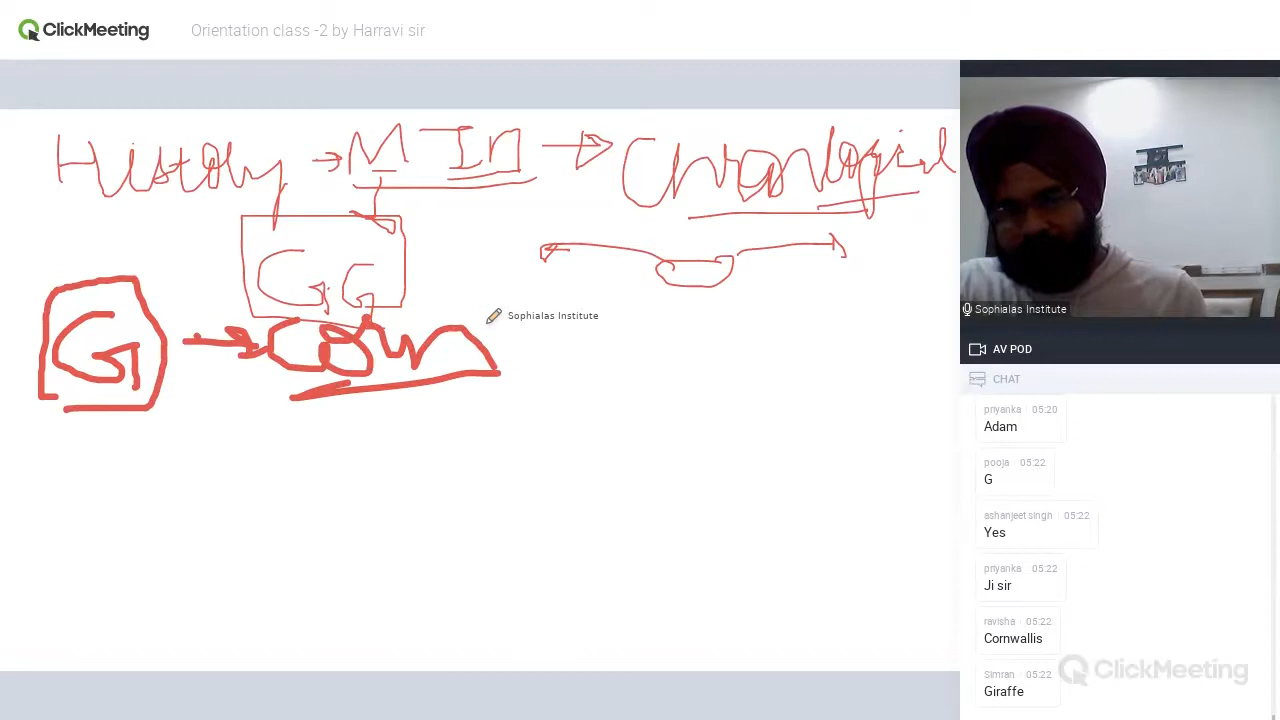 ClickMeeting Orientation class -2 by Harravi sir
History → M In → Chronological
G G
G → Corn
Sophialas Institute
Sophialas Institute
AV POD
CHAT
priyanka 05:20
Adam
pooja 05:22
G
ashanjeet singh 05:22
Yes
priyanka 05:22
Ji sir
ravisha 05:22
Cornwallis
Simran 05:22
Giraffe
ClickMeeting